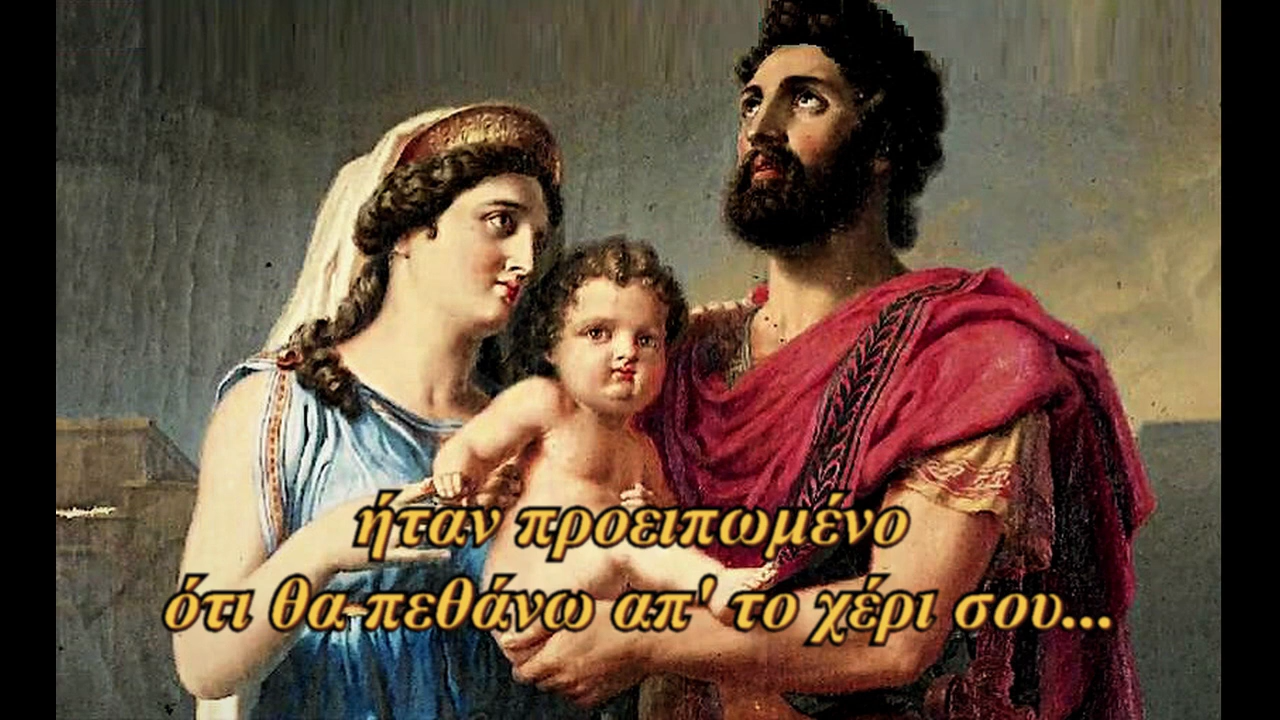 ήταν προειπωμένο
ότι θα πεθάνω απ' το χέρι σου...